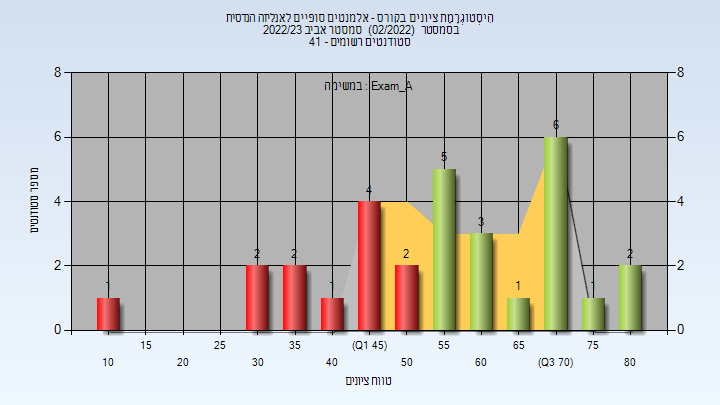 הִיסְטוֹגְרַמַת ציונים בקורס - אלמנטים סופיים לאנליזה הנדסית
בסמסטר (02/2022) סמסטר אביב 2022/23
סטודנטים רשומים - 41
במשימה : Exam_A
מספר סטודנטים
8 8
6 6
4 4
2 2
0 0
1 2 2 1 4 2 5 3 1 6 1 2
10 15 20 30 35 40 (Q1 45) 50 55 60 65 (Q3 70) 75 80
טווח ציונים